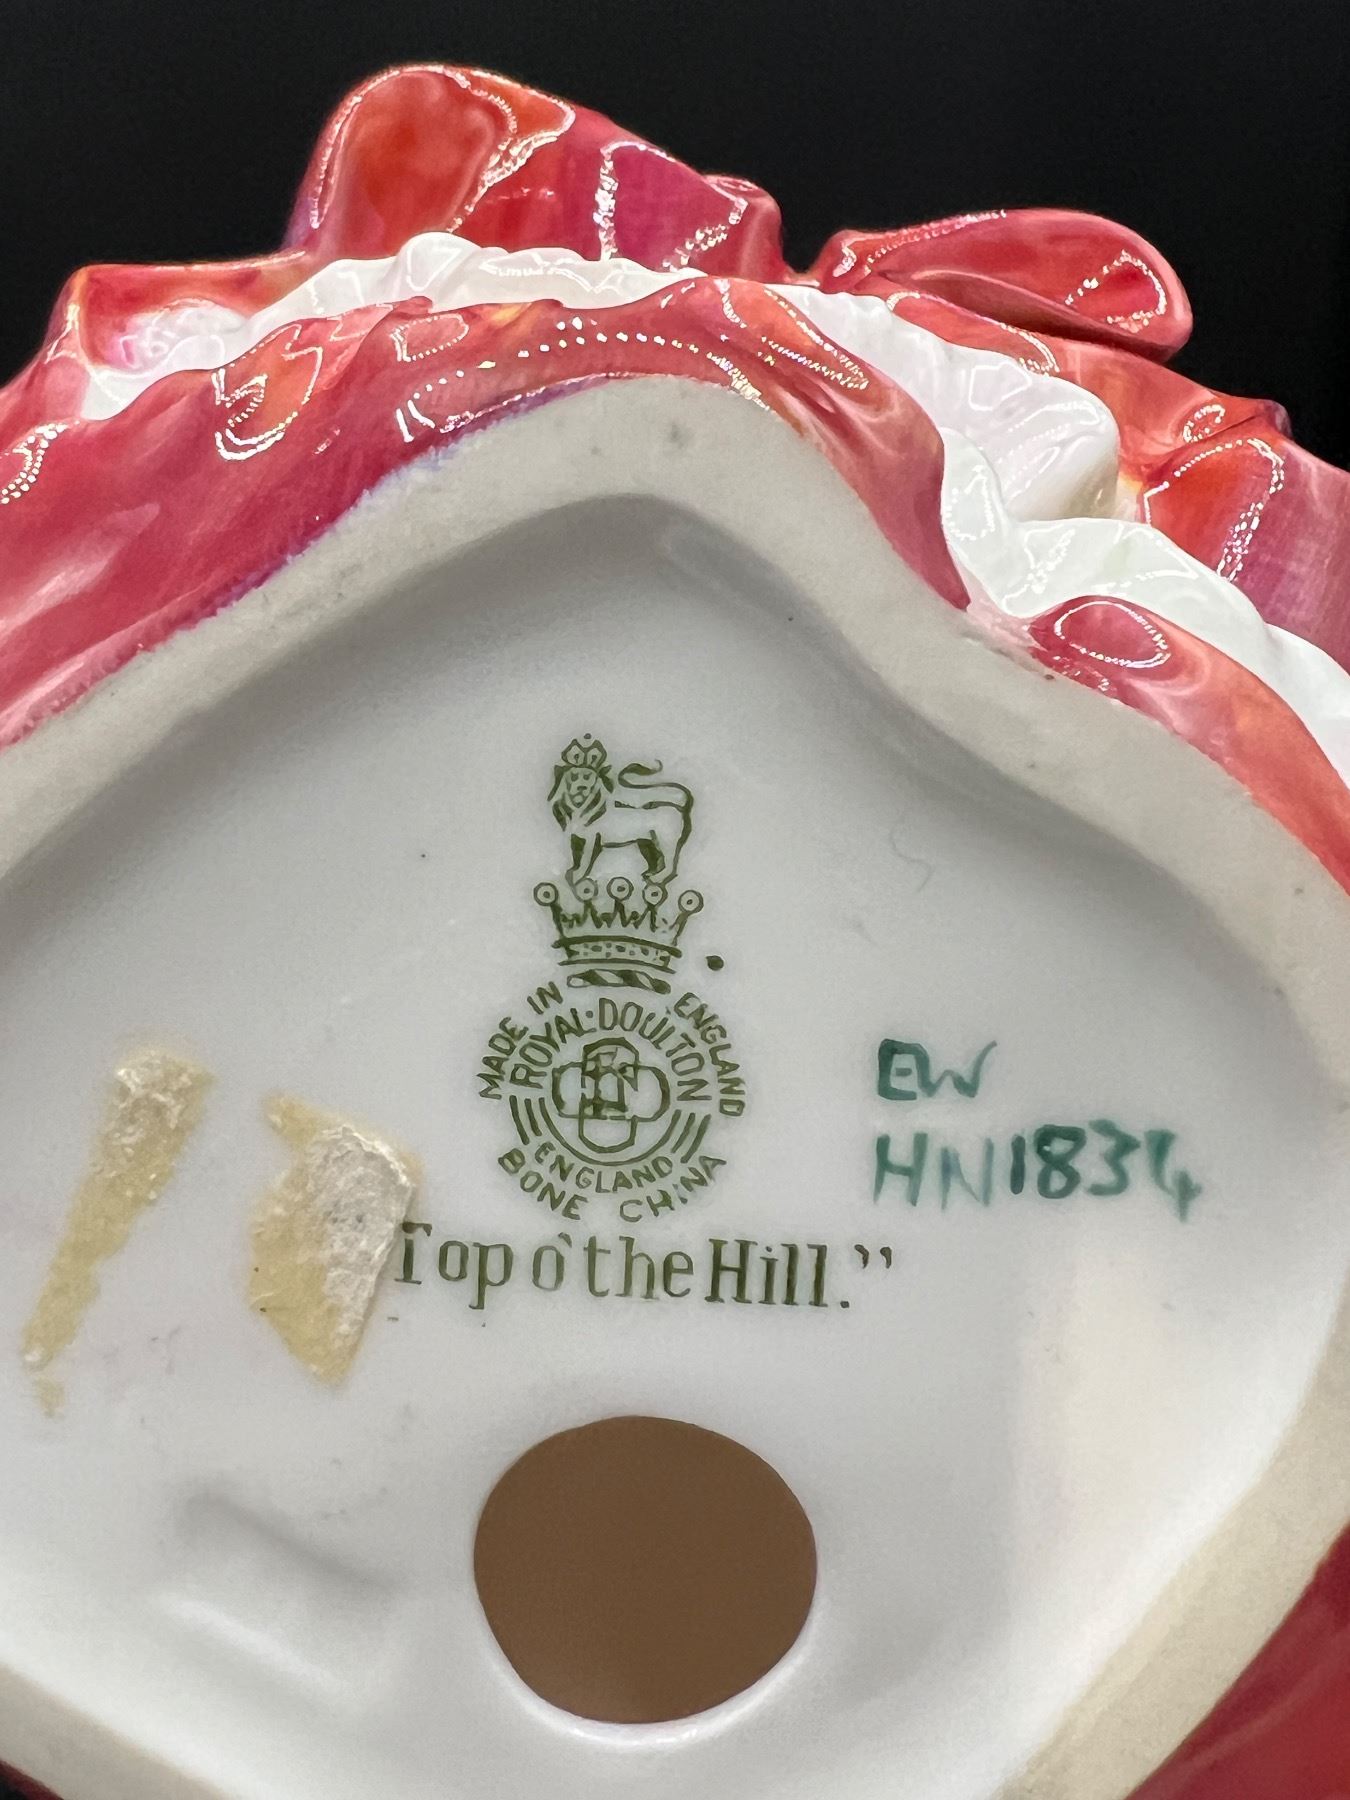 MADE IN ENGLAND
ROYAL·DOULTON
ENGLAND
BONE CHINA
Top o'the Hill.”
EW
HN1834